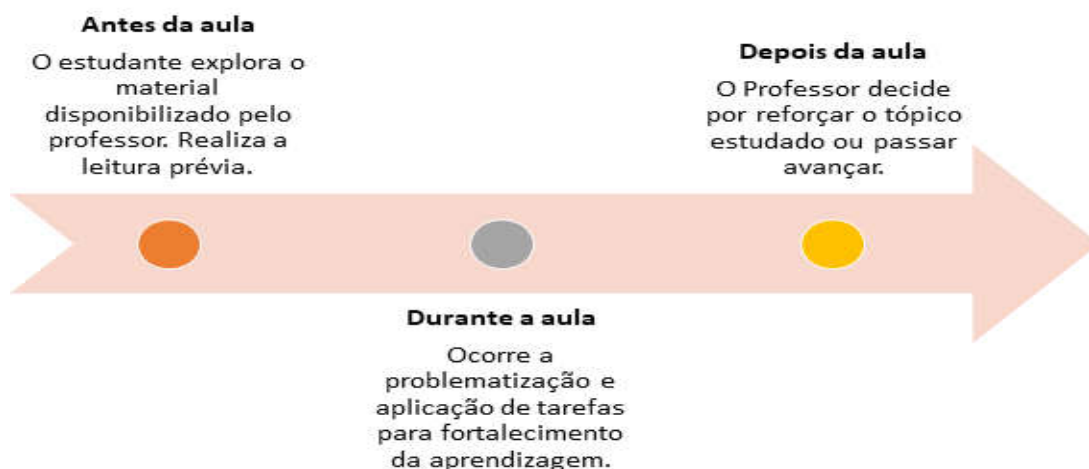 Antes da aula
O estudante explora o
material
disponibilizado pelo
professor. Realiza a
leitura prévia.
Durante a aula
Ocorre a
problematização e
aplicação de tarefas
para fortalecimento
da aprendizagem.
Depois da aula
O Professor decide
por reforçar o tópico
estudado ou passar
avançar.